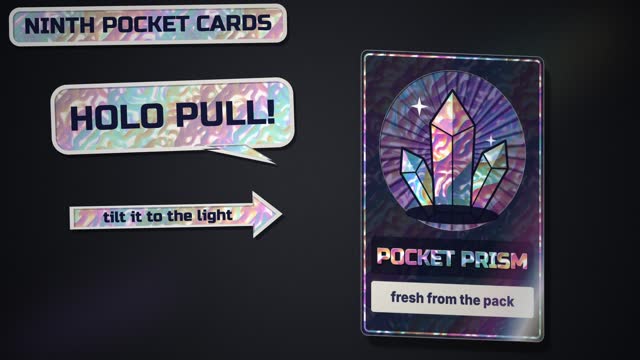 NINTH POCKET CARDS
HOLO PULL!
tilt it to the light
POCKET PRISM
fresh from the pack